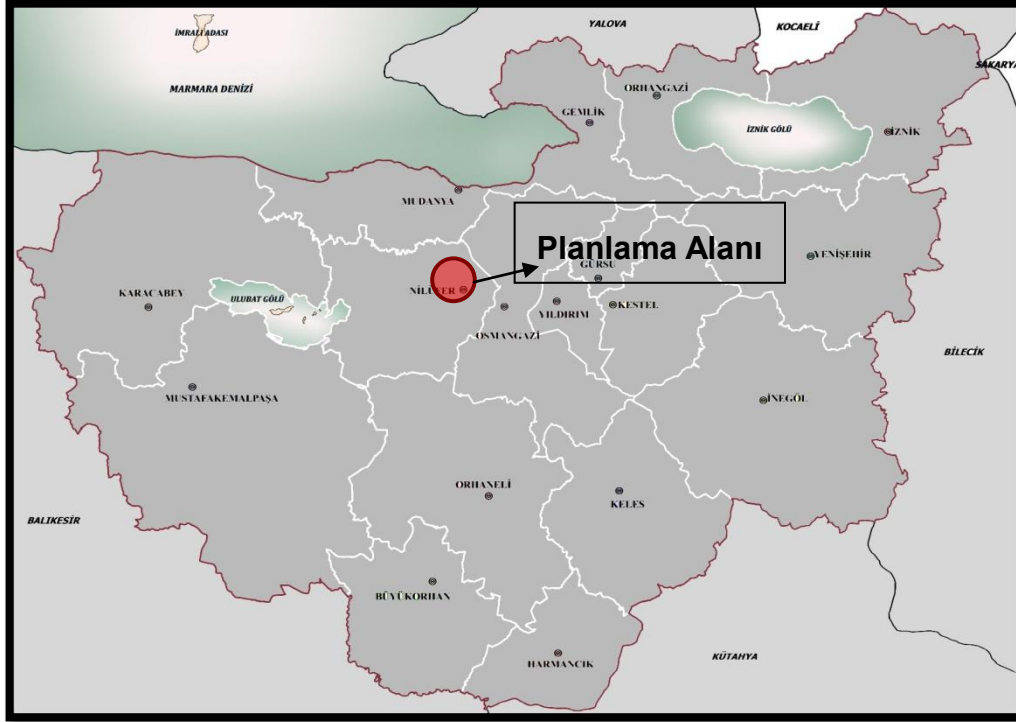 YALOVA
KOCAELİ
İMRALI ADASI
SAKARYA
MARMARA DENİZİ
ORHANGAZİ
GEMLİK
İZNİK GÖLÜ
İZNİK
MUDANYA
Planlama Alanı
GÜRSU
YENİŞEHİR
KARACABEY
ULUBAT GÖLÜ
NİLÜFER
YILDIRIM
KESTEL
OSMANGAZİ
BİLECİK
MUSTAFAKEMALPAŞA
İNEGÖL
ORHANELİ
KELES
BALIKESİR
BÜYÜKORHAN
HARMANCIK
KÜTAHYA